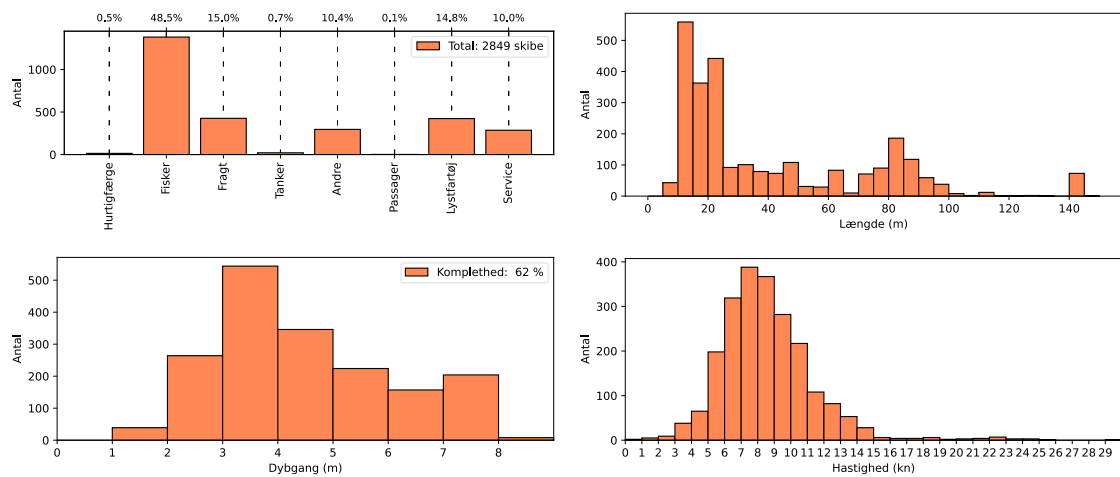 0.5% 48.5% 15.0% 0.7% 10.4% 0.1% 14.8% 10.0%
Total: 2849 skibe
Antal
1000
500
0
Hurtigfærge Fisker Fragt Tanker Andre Passager Lystfartøj Service
Antal
500
400
300
200
100
0
0 20 40 60 80 100 120 140
Længde (m)
Komplethed: 62 %
Antal
500
400
300
200
100
0
0 1 2 3 4 5 6 7 8
Dybgang (m)
Antal
400
300
200
100
0
0 1 2 3 4 5 6 7 8 9 10 11 12 13 14 15 16 17 18 19 20 21 22 23 24 25 26 27 28 29
Hastighed (kn)